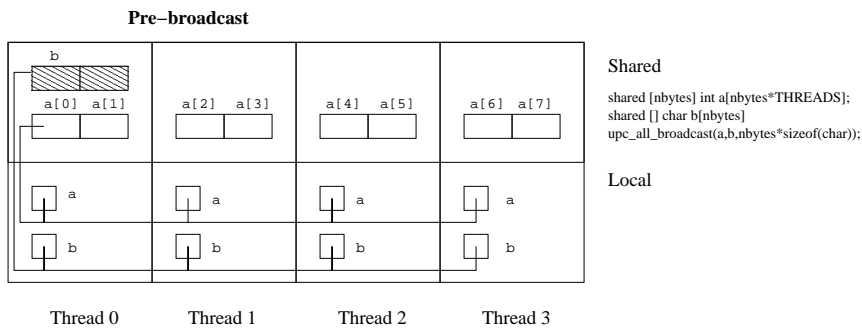 Pre−broadcast
b
a[0] a[1] a[2] a[3] a[4] a[5] a[6] a[7]
Shared
shared [nbytes] int a[nbytes*THREADS];
shared [] char b[nbytes]
upc_all_broadcast(a,b,nbytes*sizeof(char));
Local
a a a a
b b b b
Thread 0 Thread 1 Thread 2 Thread 3